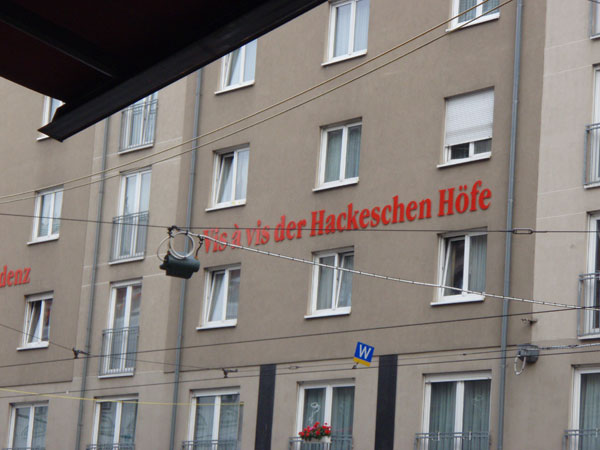 Vis à vis der Hackeschen Höfe
denz
W